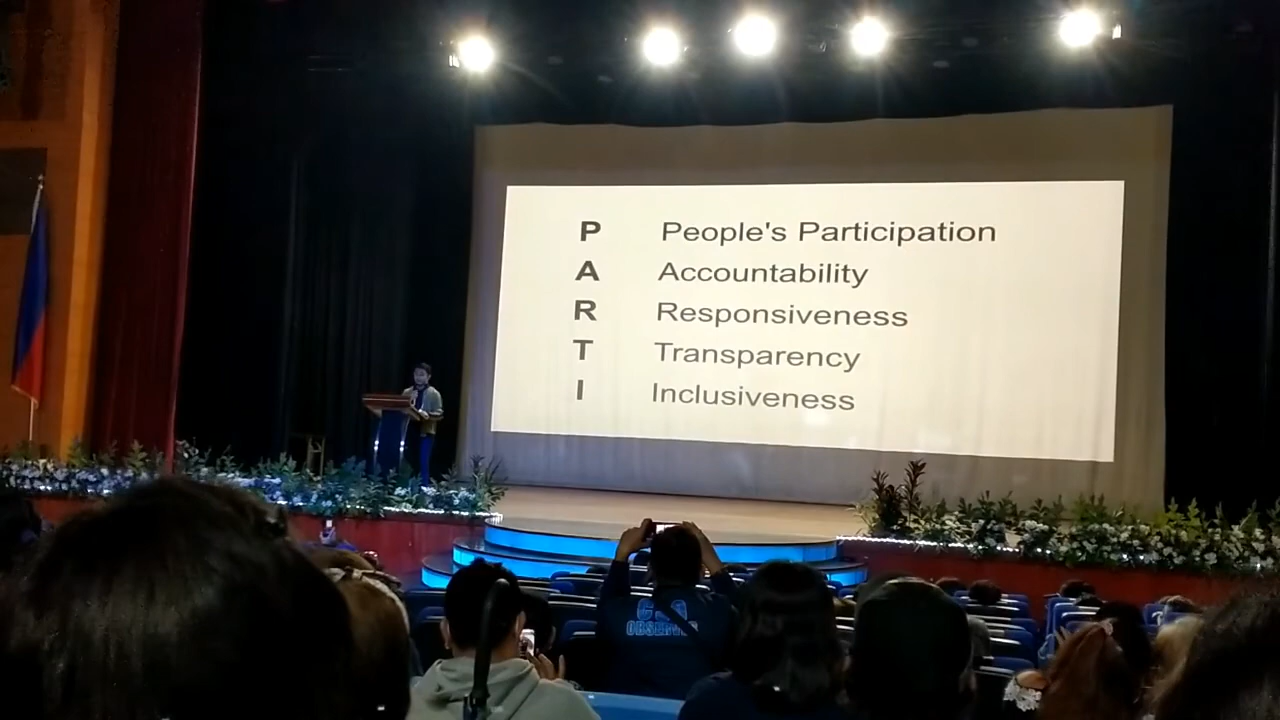 P People's Participation
A Accountability
R Responsiveness
T Transparency
I Inclusiveness